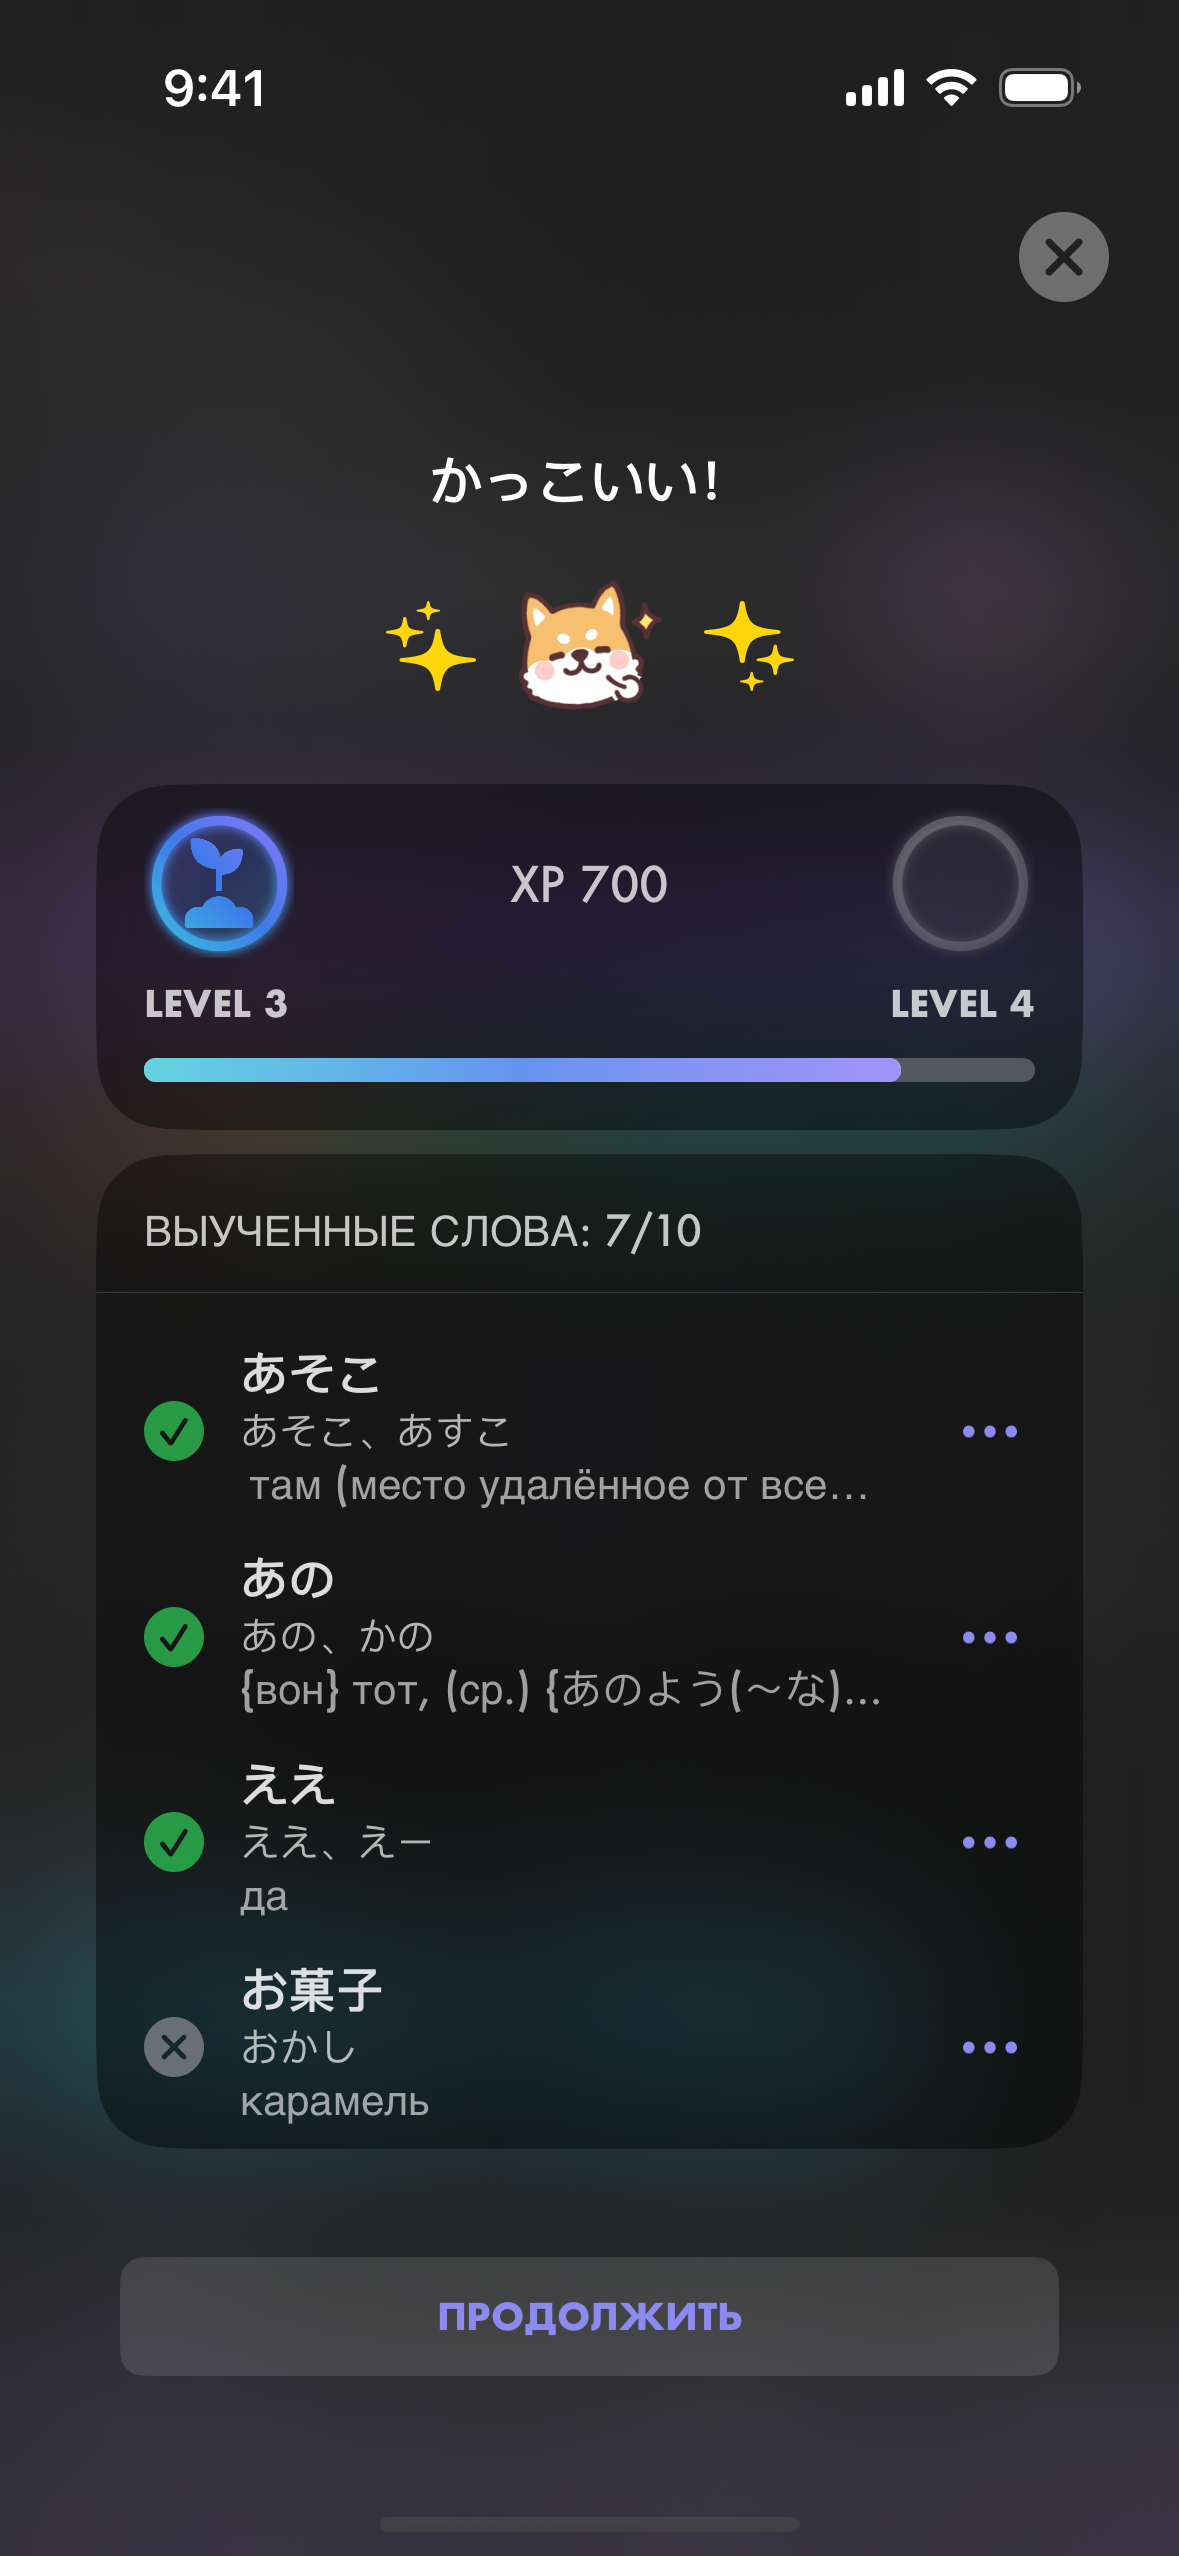 9:41
かっこいい!
XP 700
LEVEL 3
LEVEL 4
ВЫУЧЕННЫЕ СЛОВА: 7/10
あそこ
あそこ、あすこ
там (место удалённое от все...
あの
あの、かの
{вон} тот, (ср.) {あのよう(〜な)...
ええ
ええ、えー
да
お菓子
おかし
карамель
ПРОДОЛЖИТЬ